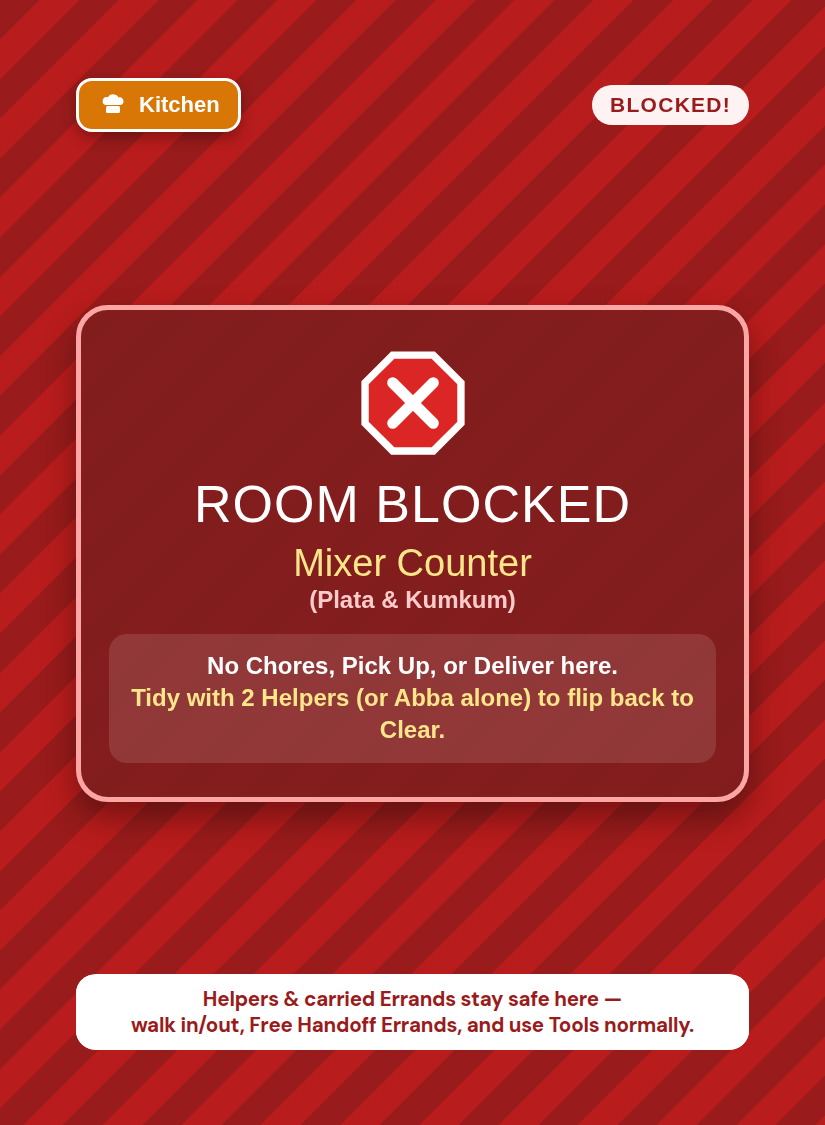 Kitchen
BLOCKED!
ROOM BLOCKED
Mixer Counter
(Plata & Kumkum)
No Chores, Pick Up, or Deliver here.
Tidy with 2 Helpers (or Abba alone) to flip back to
Clear.
Helpers & carried Errands stay safe here —
walk in/out, Free Handoff Errands, and use Tools normally.